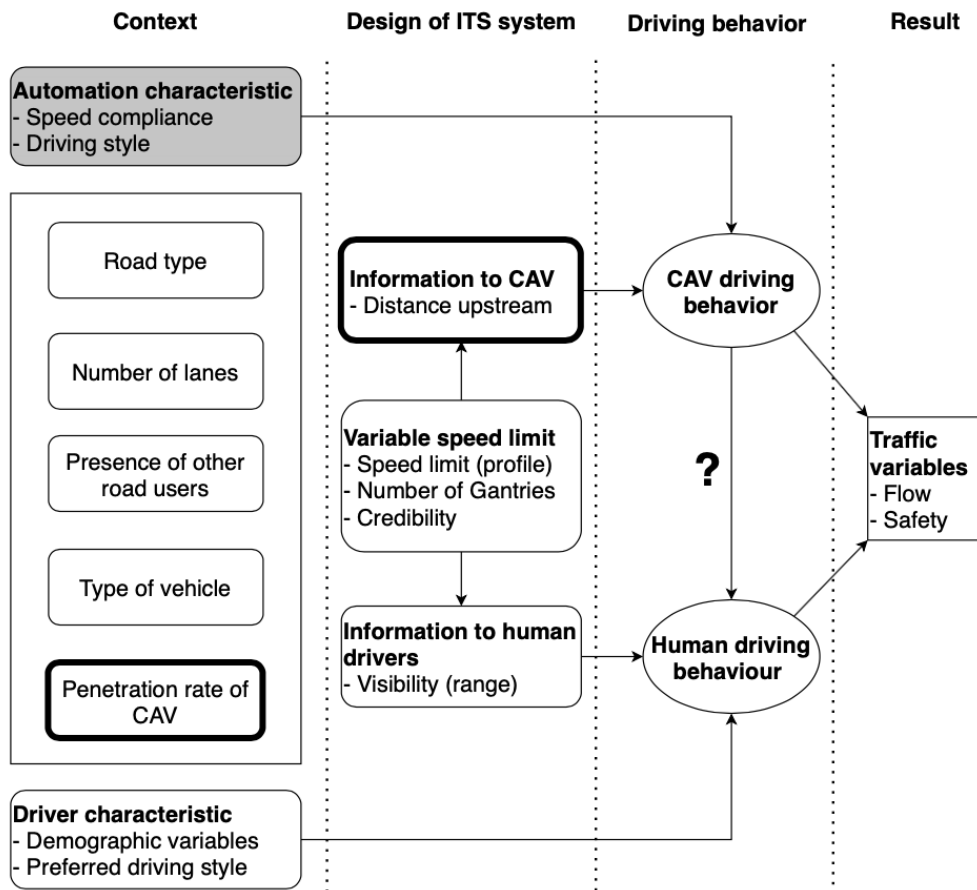 Context
Design of ITS system
Driving behavior
Result
Automation characteristic
- Speed compliance
- Driving style
Road type
Number of lanes
Presence of other
road users
Type of vehicle
Penetration rate of
CAV
Driver characteristic
- Demographic variables
- Preferred driving style
Information to CAV
- Distance upstream
Variable speed limit
- Speed limit (profile)
- Number of Gantries
- Credibility
Information to human
drivers
- Visibility (range)
CAV driving
behavior
?
Human driving
behaviour
Traffic
variables
- Flow
- Safety